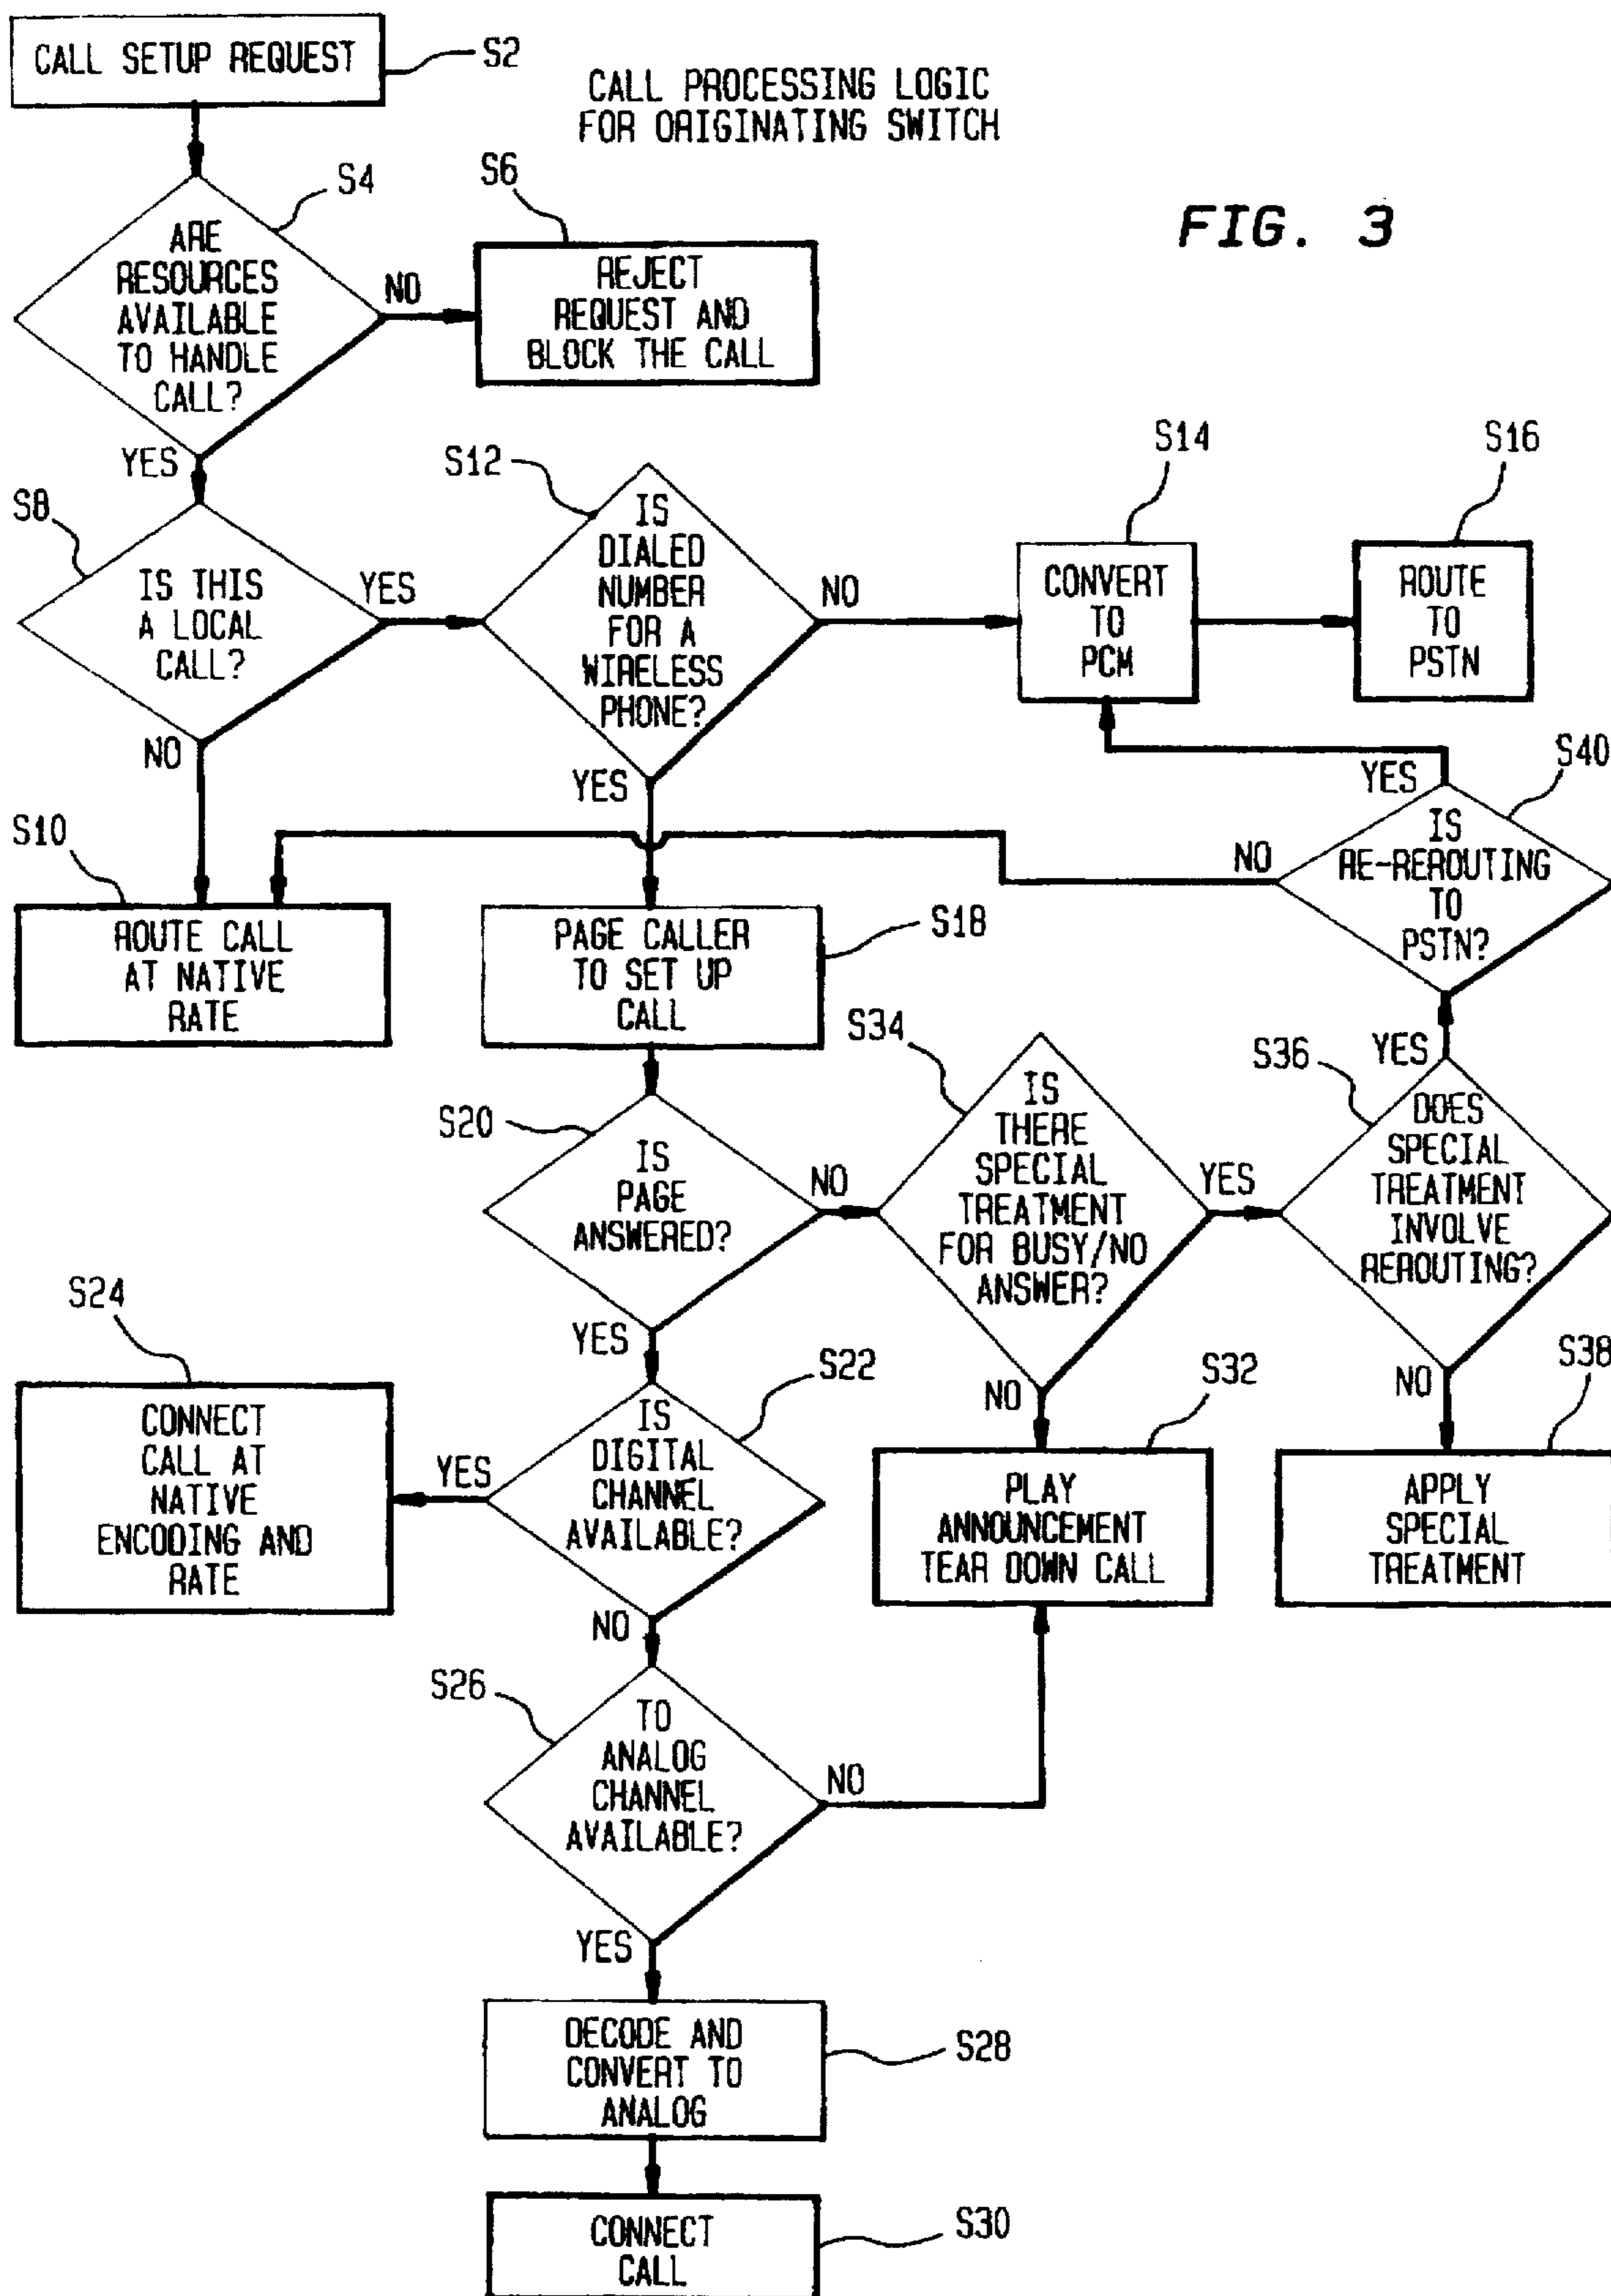 CALL SETUP REQUEST
S2
CALL PROCESSING LOGIC
FOR ORIGINATING SWITCH
FIG. 3
S4
ARE
RESOURCES
AVAILABLE
TO HANDLE
CALL?
NO
YES
S6
REJECT
REQUEST AND
BLOCK THE CALL
S8
IS THIS
A LOCAL
CALL?
YES
NO
S12
IS
DIALED
NUMBER
FOR A
WIRELESS
PHONE?
NO
YES
S14
CONVERT
TO
PCM
S16
ROUTE
TO
PSTN
S40
YES
IS
RE-REROUTING
TO
PSTN?
NO
S10
ROUTE CALL
AT NATIVE
RATE
S18
PAGE CALLER
TO SET UP
CALL
S20
IS
PAGE
ANSWERED?
NO
YES
S34
IS
THERE
SPECIAL
TREATMENT
FOR BUSY/NO
ANSWER?
YES
NO
S36
YES
DOES
SPECIAL
TREATMENT
INVOLVE
REROUTING?
NO
S24
CONNECT
CALL AT
NATIVE
ENCODING AND
RATE
S22
IS
DIGITAL
CHANNEL
AVAILABLE?
YES
NO
S32
PLAY
ANNOUNCEMENT
TEAR DOWN CALL
S38
APPLY
SPECIAL
TREATMENT
S26
TO
ANALOG
CHANNEL
AVAILABLE?
NO
YES
S28
DECODE AND
CONVERT TO
ANALOG
S30
CONNECT
CALL